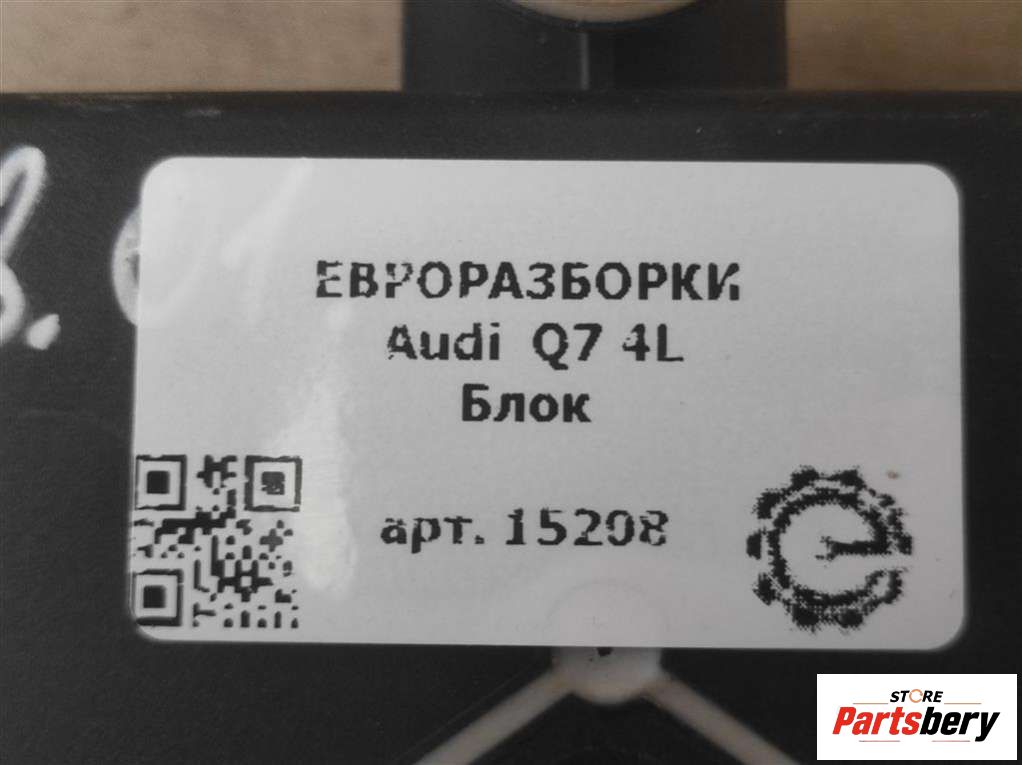 ЕВРОРАЗБОРКИ
Audi Q7 4L
Блок
арт. 15208
STORE
Partsbery